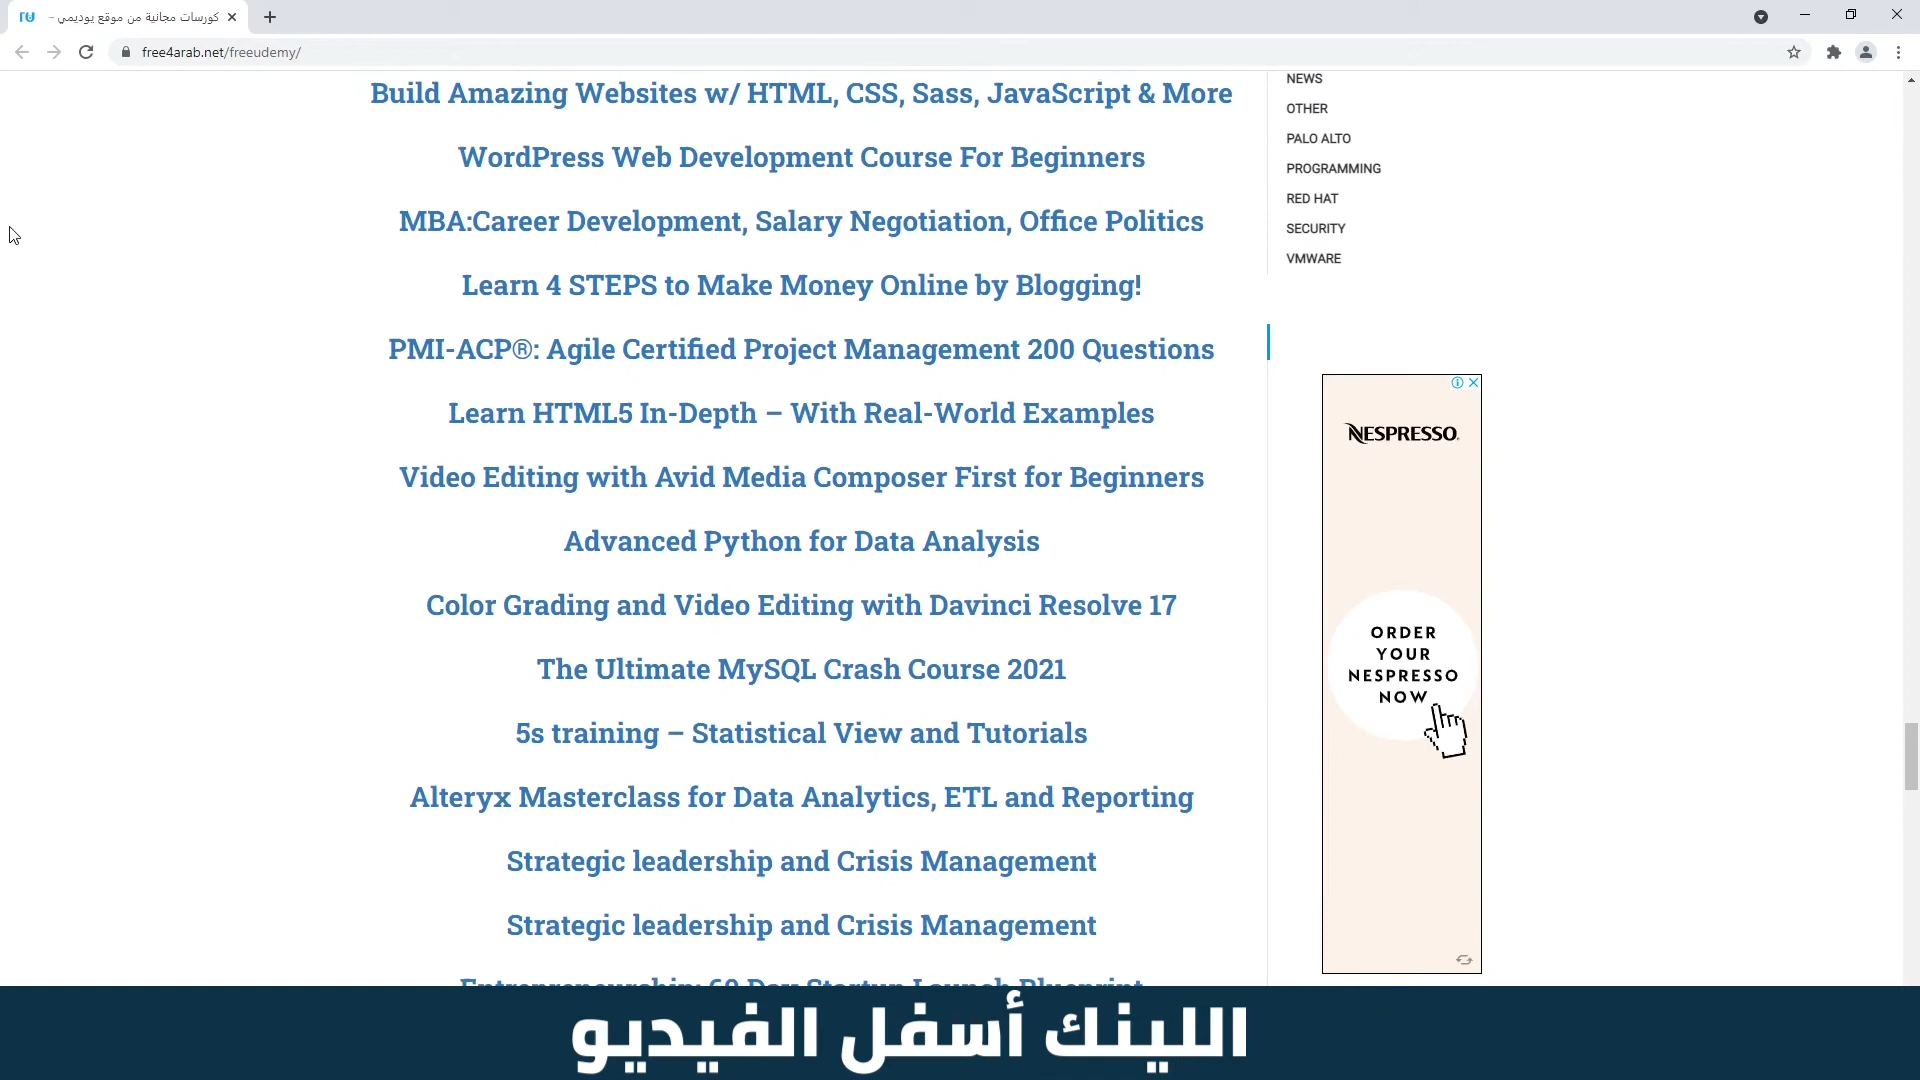 كورسات مجانية من موقع يوديمي –
free4arab.net/freeudemy/
Build Amazing Websites w/ HTML, CSS, Sass, JavaScript & More
WordPress Web Development Course For Beginners
MBA:Career Development, Salary Negotiation, Office Politics
Learn 4 STEPS to Make Money Online by Blogging!
PMI-ACP®: Agile Certified Project Management 200 Questions
Learn HTML5 In-Depth – With Real-World Examples
Video Editing with Avid Media Composer First for Beginners
Advanced Python for Data Analysis
Color Grading and Video Editing with Davinci Resolve 17
The Ultimate MySQL Crash Course 2021
5s training – Statistical View and Tutorials
Alteryx Masterclass for Data Analytics, ETL and Reporting
Strategic leadership and Crisis Management
Strategic leadership and Crisis Management
Entrepreneurship: 60 Day Startup Launch Blueprint
NEWS
OTHER
PALO ALTO
PROGRAMMING
RED HAT
SECURITY
VMWARE
NESPRESSO
ORDER
YOUR
NESPRESSO
NOW
اللينك أسفل الفيديو